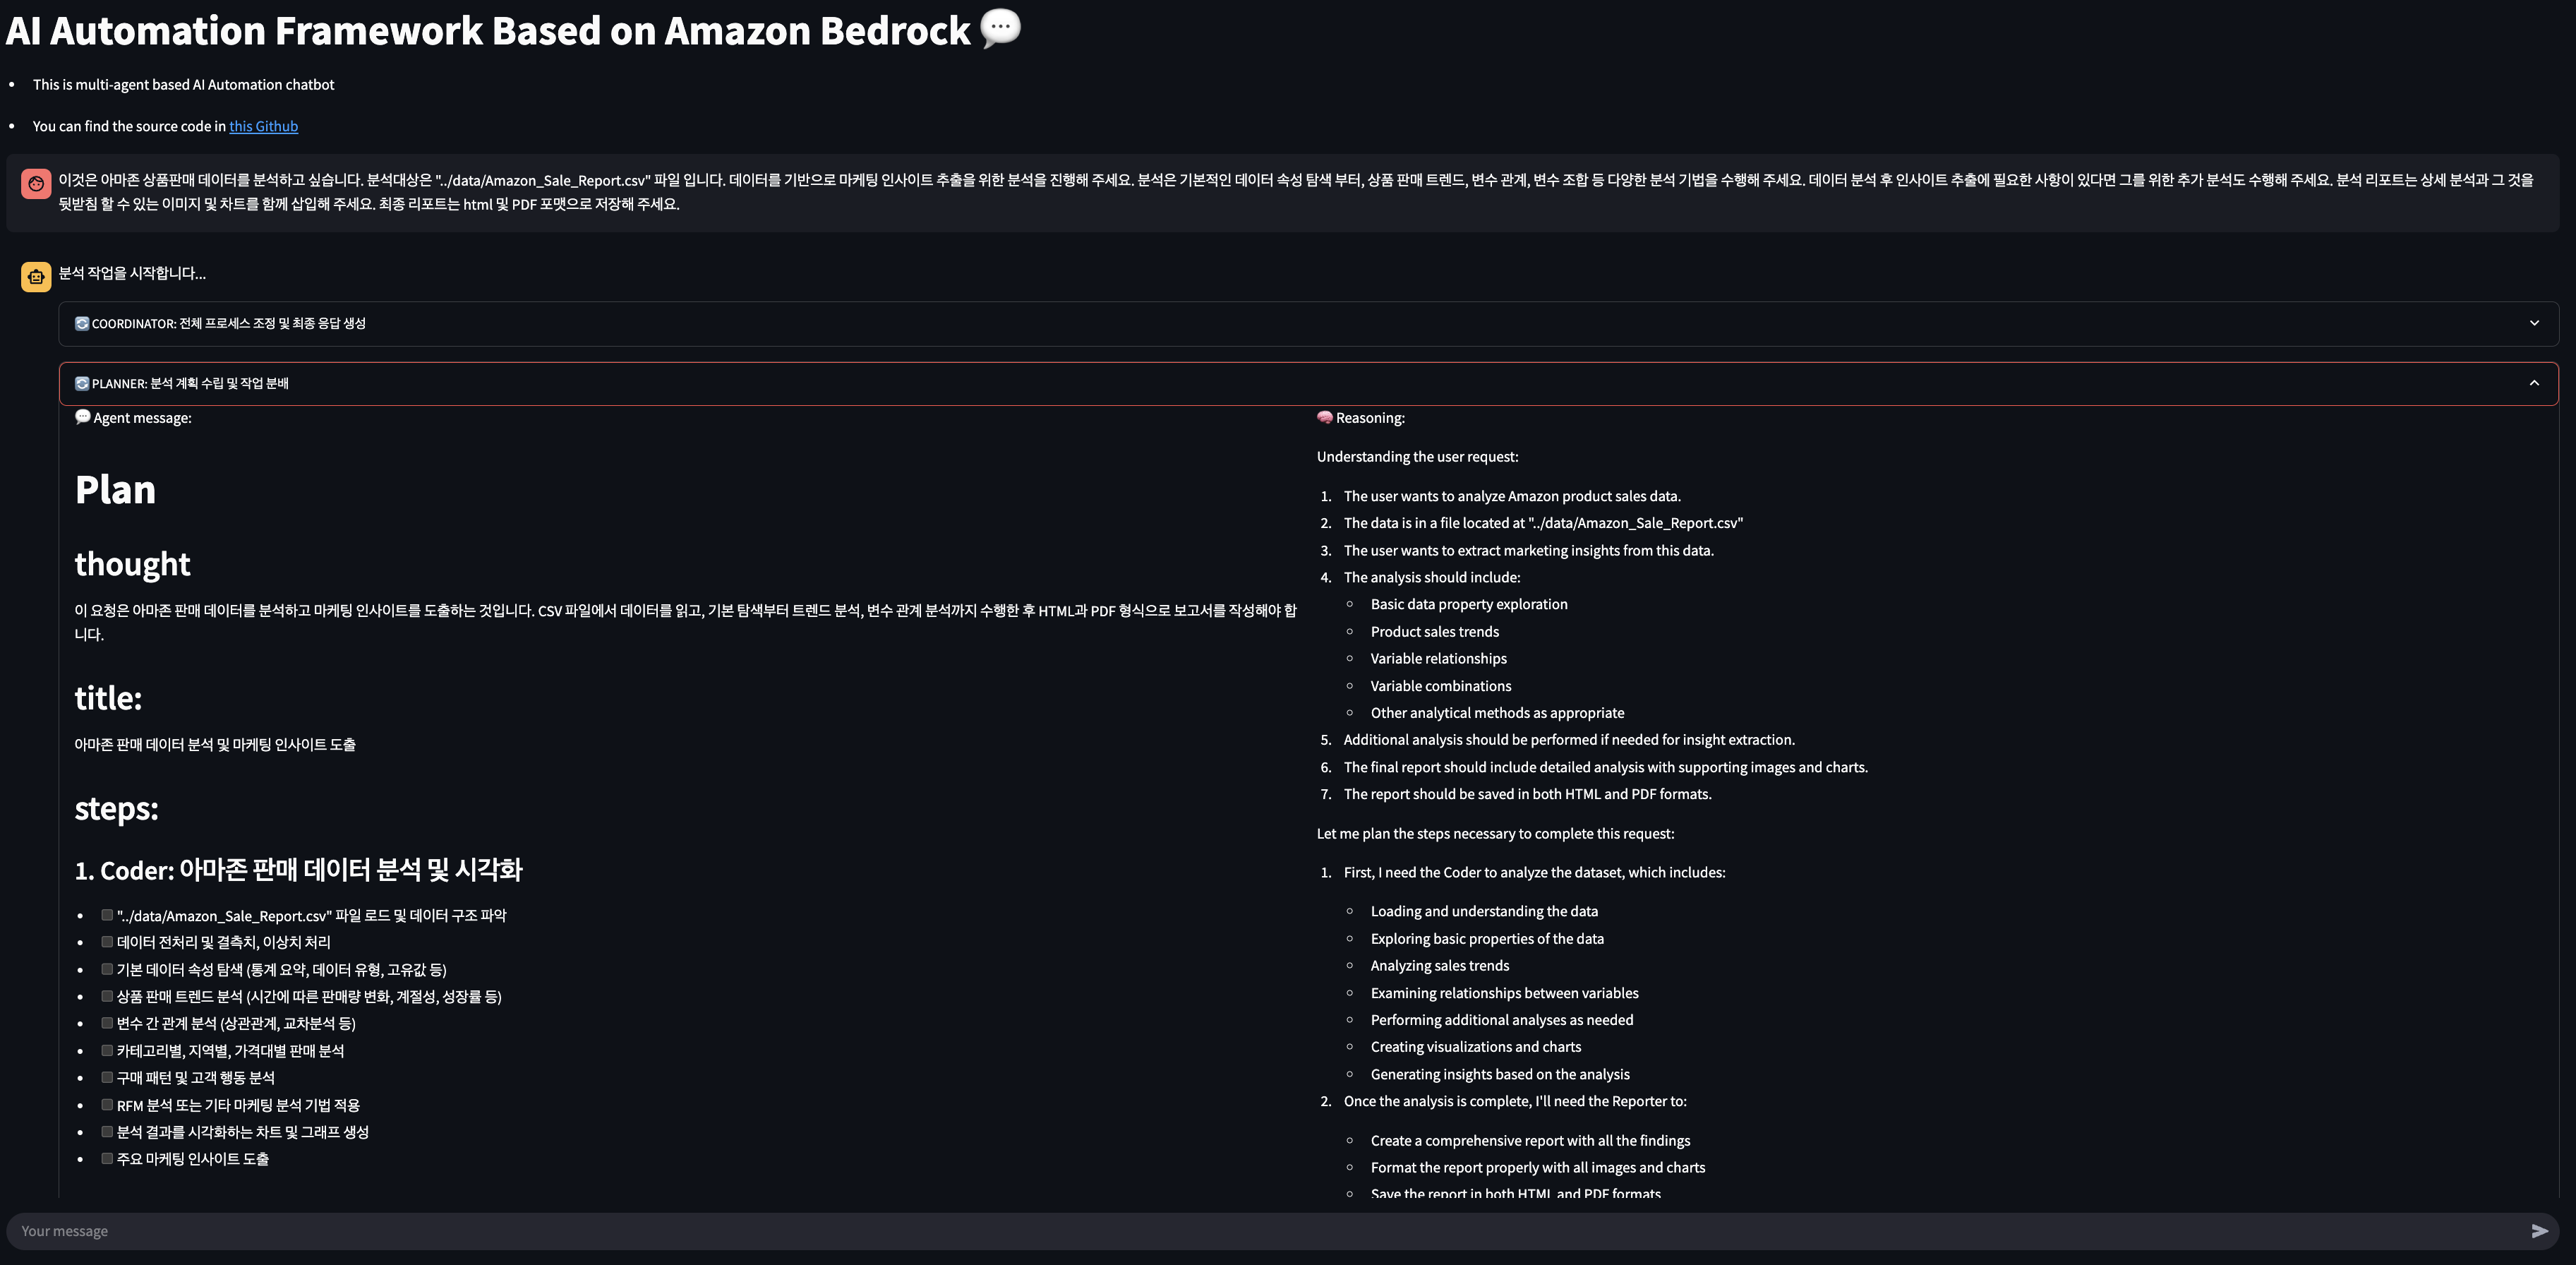 AI Automation Framework Based on Amazon Bedrock 💬
• This is multi-agent based AI Automation chatbot
• You can find the source code in this Github
이것은 아마존 상품판매 데이터를 분석하고 싶습니다. 분석대상은 "../data/Amazon_Sale_Report.csv" 파일 입니다. 데이터를 기반으로 마케팅 인사이트 추출을 위한 분석을 진행해 주세요. 분석은 기본적인 데이터 속성 탐색 부터, 상품 판매 트렌드, 변수 관계, 변수 조합 등 다양한 분석 기법을 수행해 주세요. 데이터 분석 후 인사이트 추출에 필요한 사항이 있다면 그를 위한 추가 분석도 수행해 주세요. 분석 리포트는 상세 분석과 그 것을
뒷받침 할 수 있는 이미지 및 차트를 함께 삽입해 주세요. 최종 리포트는 html 및 PDF 포맷으로 저장해 주세요.
분석 작업을 시작합니다...
COORDINATOR: 전체 프로세스 조정 및 최종 응답 생성
PLANNER: 분석 계획 수립 및 작업 분배
💬 Agent message:
Plan
thought
이 요청은 아마존 판매 데이터를 분석하고 마케팅 인사이트를 도출하는 것입니다. CSV 파일에서 데이터를 읽고, 기본 탐색부터 트렌드 분석, 변수 관계 분석까지 수행한 후 HTML과 PDF 형식으로 보고서를 작성해야 합
니다.
title:
아마존 판매 데이터 분석 및 마케팅 인사이트 도출
steps:
1. Coder: 아마존 판매 데이터 분석 및 시각화
• "../data/Amazon_Sale_Report.csv" 파일 로드 및 데이터 구조 파악
• 데이터 전처리 및 결측치, 이상치 처리
• 기본 데이터 속성 탐색 (통계 요약, 데이터 유형, 고유값 등)
• 상품 판매 트렌드 분석 (시간에 따른 판매량 변화, 계절성, 성장률 등)
• 변수 간 관계 분석 (상관관계, 교차분석 등)
• 카테고리별, 지역별, 가격대별 판매 분석
• 구매 패턴 및 고객 행동 분석
• RFM 분석 또는 기타 마케팅 분석 기법 적용
• 분석 결과를 시각화하는 차트 및 그래프 생성
• 주요 마케팅 인사이트 도출
🧠 Reasoning:
Understanding the user request:
1. The user wants to analyze Amazon product sales data.
2. The data is in a file located at "../data/Amazon_Sale_Report.csv"
3. The user wants to extract marketing insights from this data.
4. The analysis should include:
○ Basic data property exploration
○ Product sales trends
○ Variable relationships
○ Variable combinations
○ Other analytical methods as appropriate
5. Additional analysis should be performed if needed for insight extraction.
6. The final report should include detailed analysis with supporting images and charts.
7. The report should be saved in both HTML and PDF formats.
Let me plan the steps necessary to complete this request:
1. First, I need the Coder to analyze the dataset, which includes:
○ Loading and understanding the data
○ Exploring basic properties of the data
○ Analyzing sales trends
○ Examining relationships between variables
○ Performing additional analyses as needed
○ Creating visualizations and charts
○ Generating insights based on the analysis
2. Once the analysis is complete, I'll need the Reporter to:
○ Create a comprehensive report with all the findings
○ Format the report properly with all images and charts
○ Save the report in both HTML and PDF formats
Your message